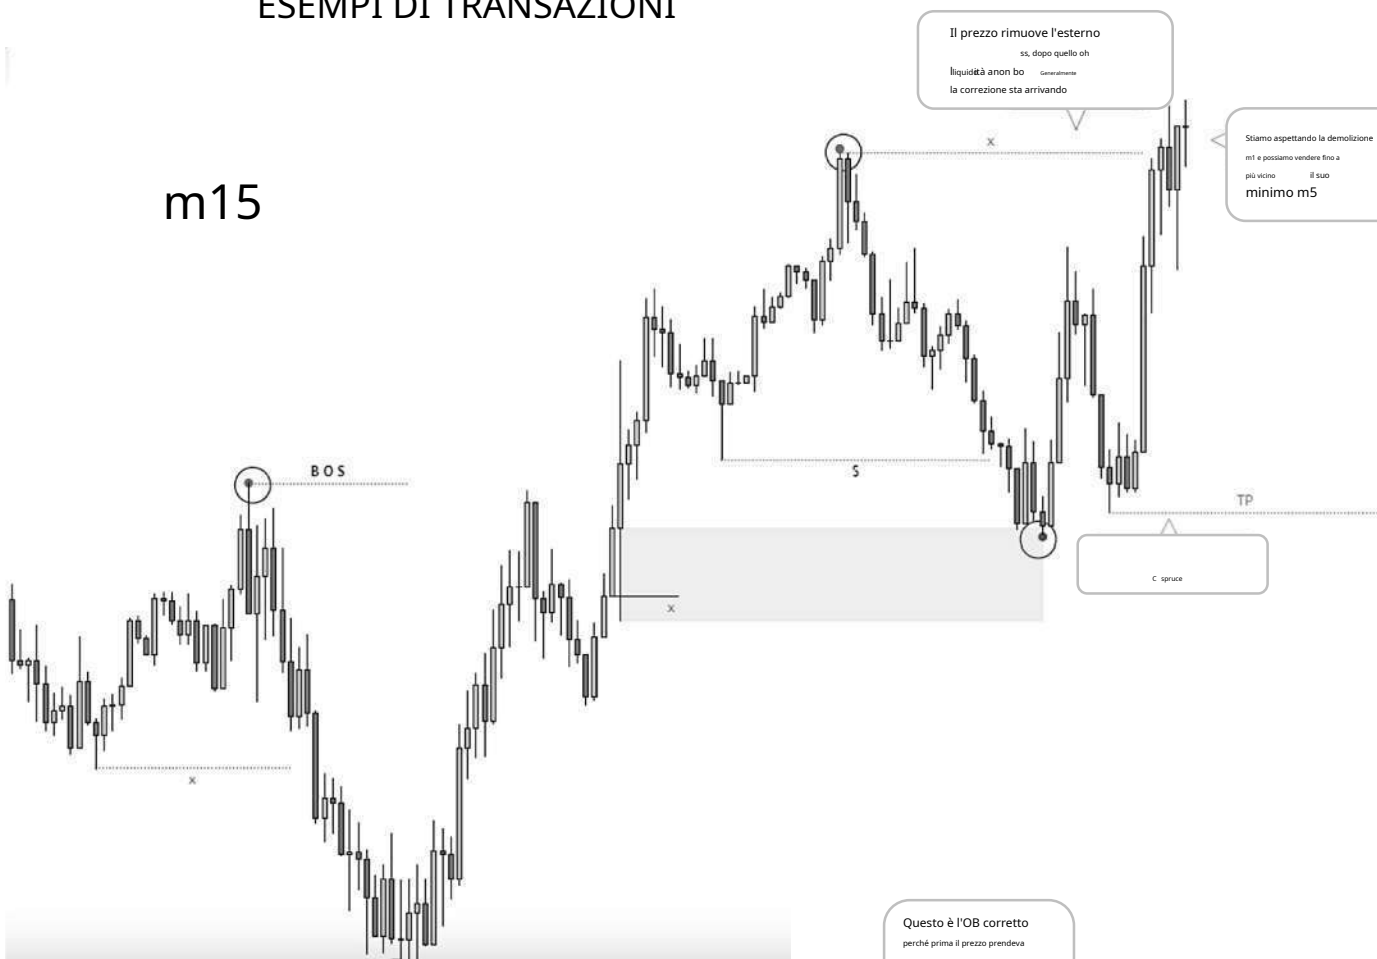 ESEMPI DI TRANSAZIONI
Il prezzo rimuove l'esterno
ss, dopo quello oh
anon bo Generalmente
la correzione sta arrivando
x
Stiamo aspettando la demolizione
m1 e possiamo vendere fino a
più vicino il suo
minimo m5
m15
BOS
S
TP
C spruce
x
x
Questo è l'OB corretto
perché prima il prezzo prendeva